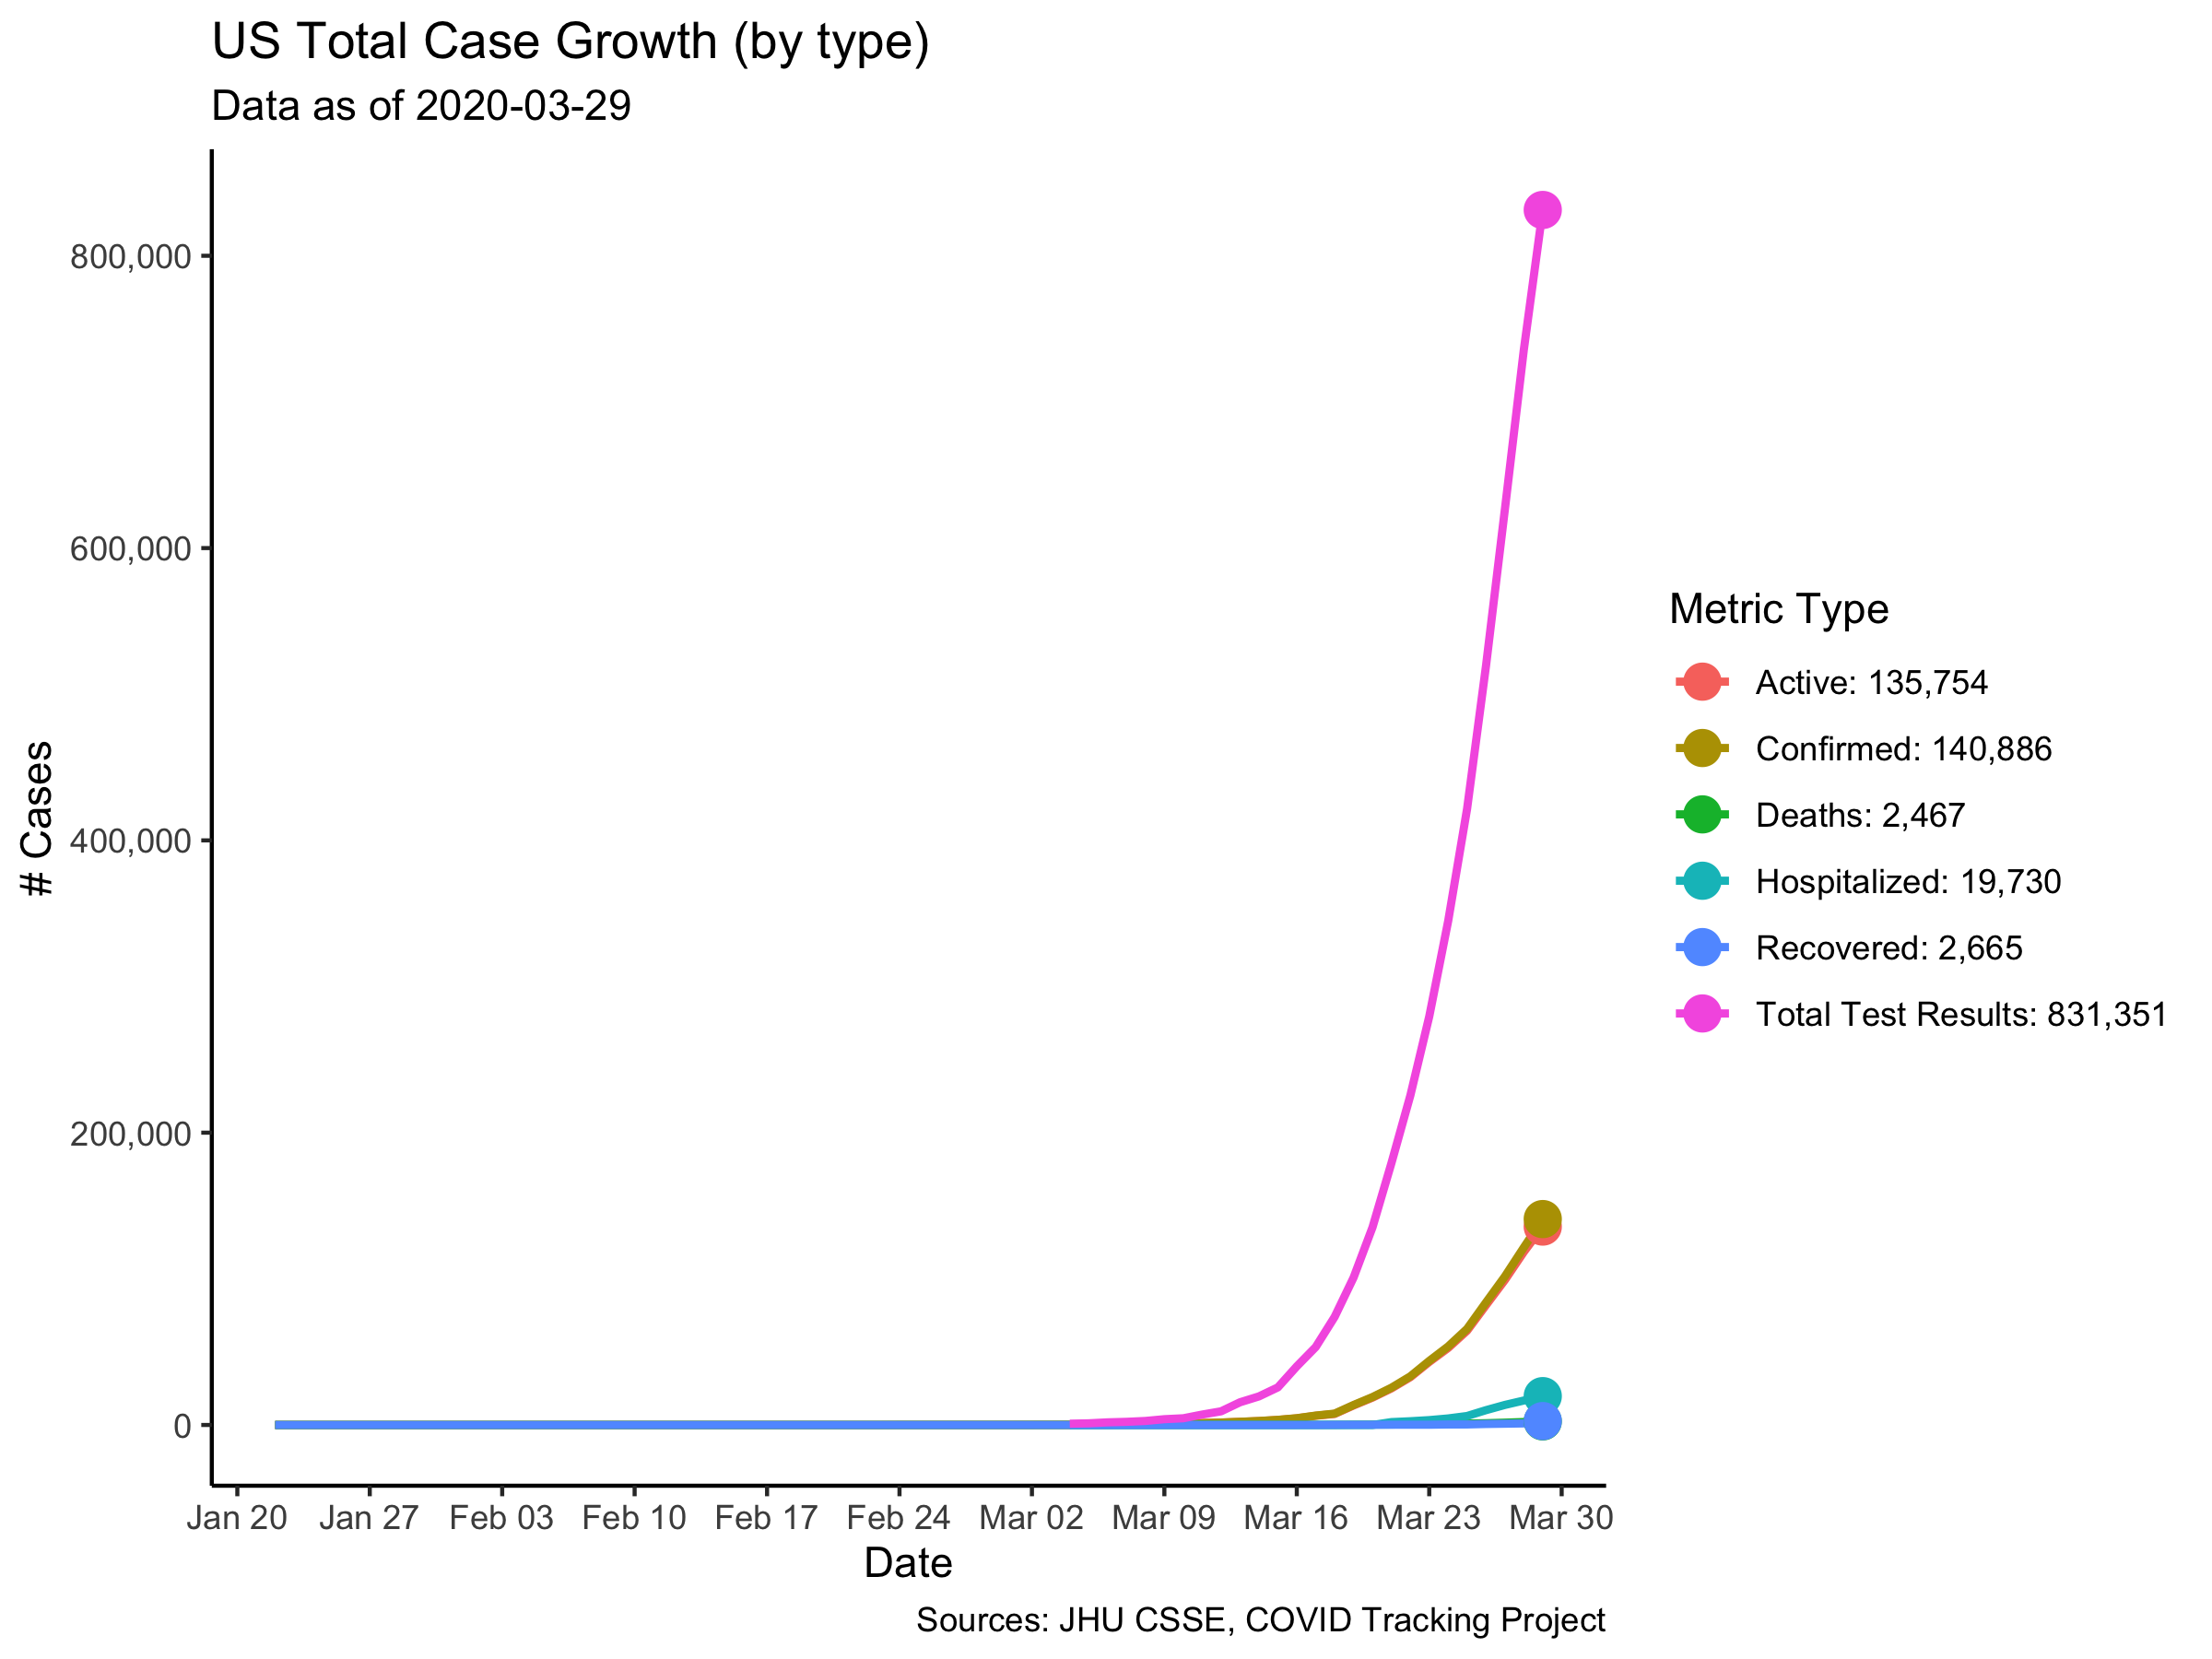 US Total Case Growth (by type)
Data as of 2020-03-29
# Cases
800,000
600,000
400,000
200,000
0
Jan 20 Jan 27 Feb 03 Feb 10 Feb 17 Feb 24 Mar 02 Mar 09 Mar 16 Mar 23 Mar 30
Date
Metric Type
Active: 135,754
Confirmed: 140,886
Deaths: 2,467
Hospitalized: 19,730
Recovered: 2,665
Total Test Results: 831,351
Sources: JHU CSSE, COVID Tracking Project